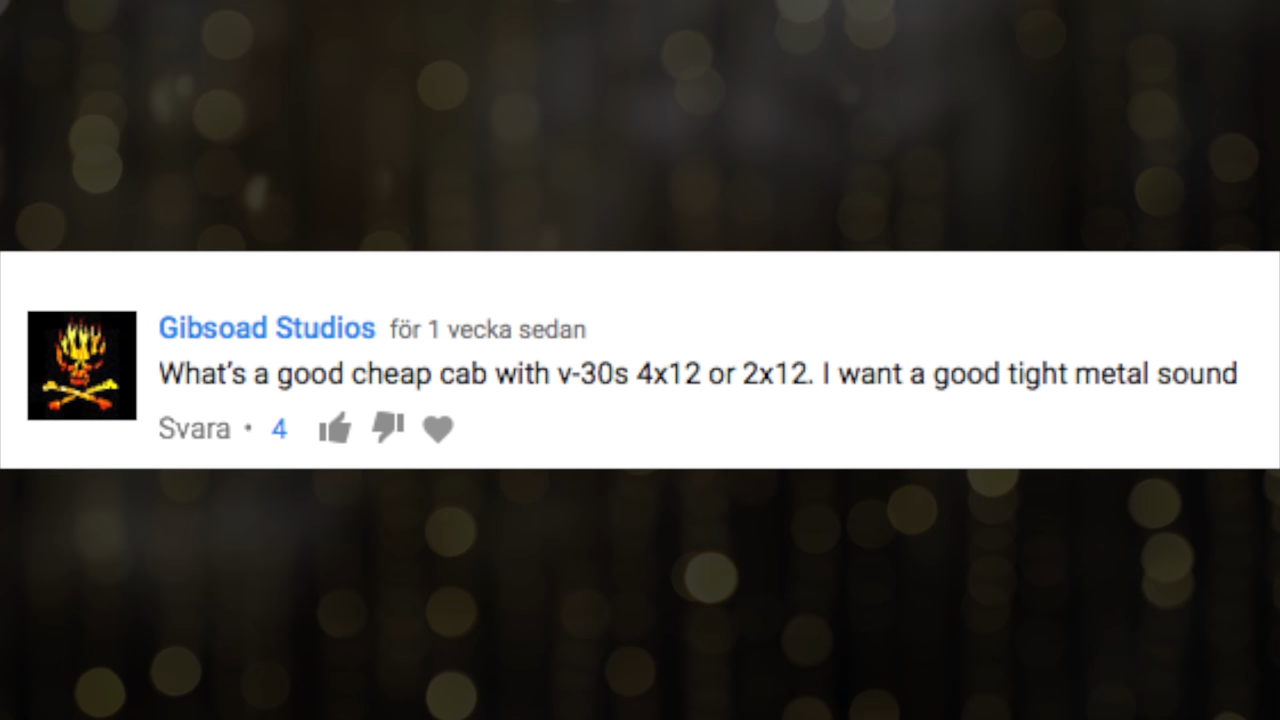 Gibsoad Studios för 1 vecka sedan
What's a good cheap cab with v-30s 4x12 or 2x12. I want a good tight metal sound
Svara • 4